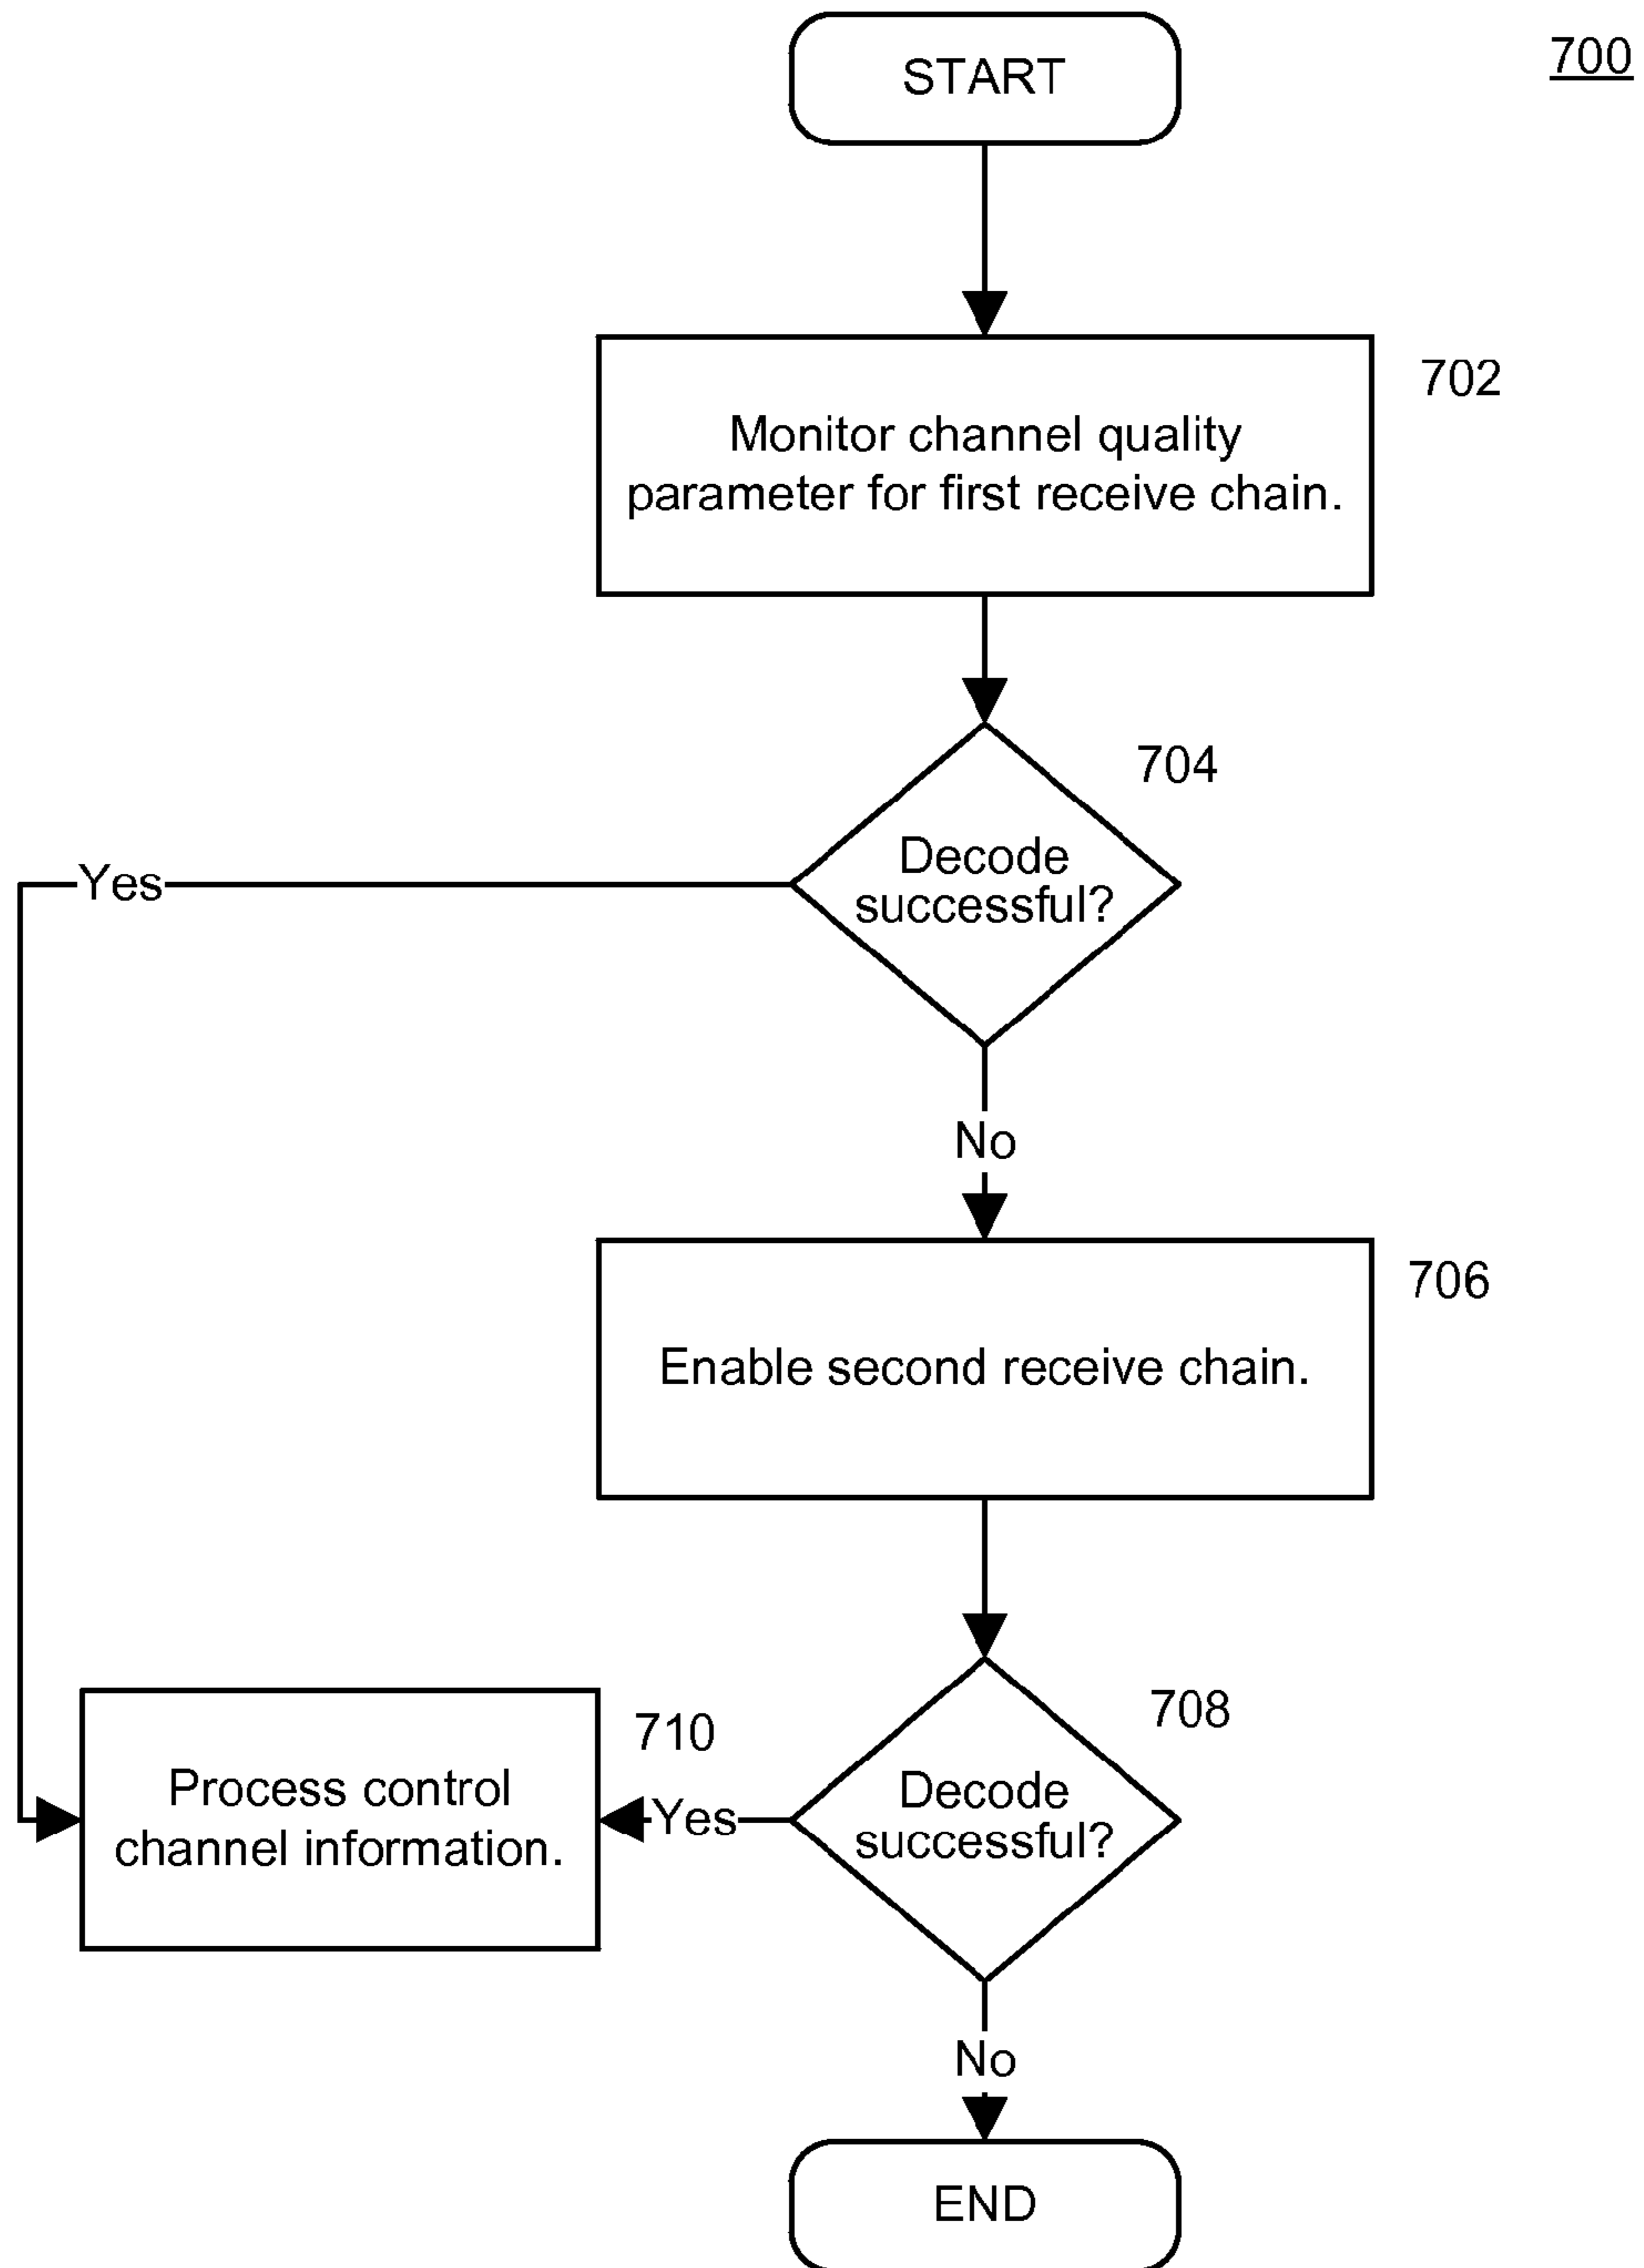 START
700
702
Monitor channel quality
parameter for first receive chain.
704
Decode
successful?
Yes
No
706
Enable second receive chain.
708
710
Process control
channel information.
Yes
Decode
successful?
No
END